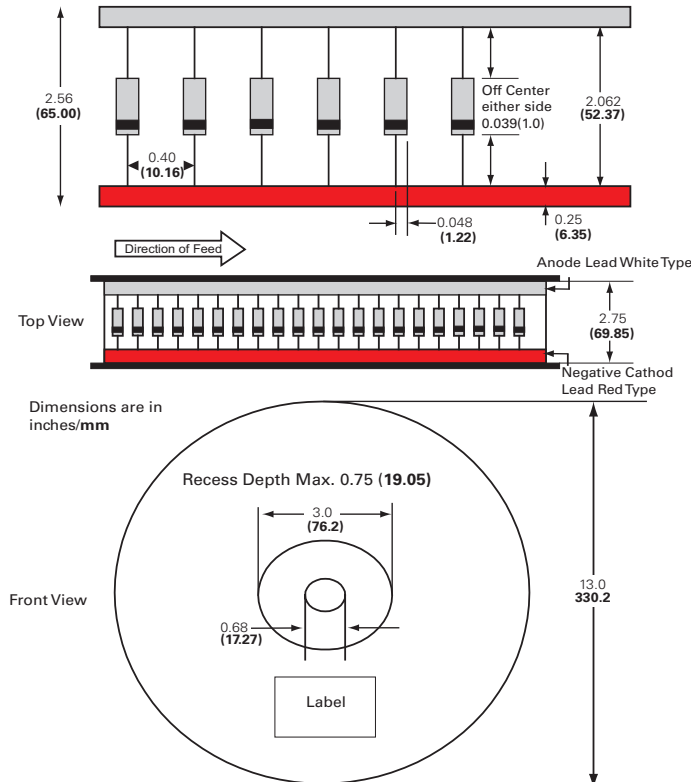 2.56
(65.00)
Off Center
either side
0.039(1.0)
2.062
(52.37)
0.40
(10.16)
0.048
(1.22)
0.25
(6.35)
Direction of Feed
Anode Lead White Type
Top View
2.75
(69.85)
Negative Cathod
Lead Red Type
Dimensions are in
inches/mm
Recess Depth Max. 0.75 (19.05)
3.0
(76.2)
13.0
330.2
Front View
0.68
(17.27)
Label